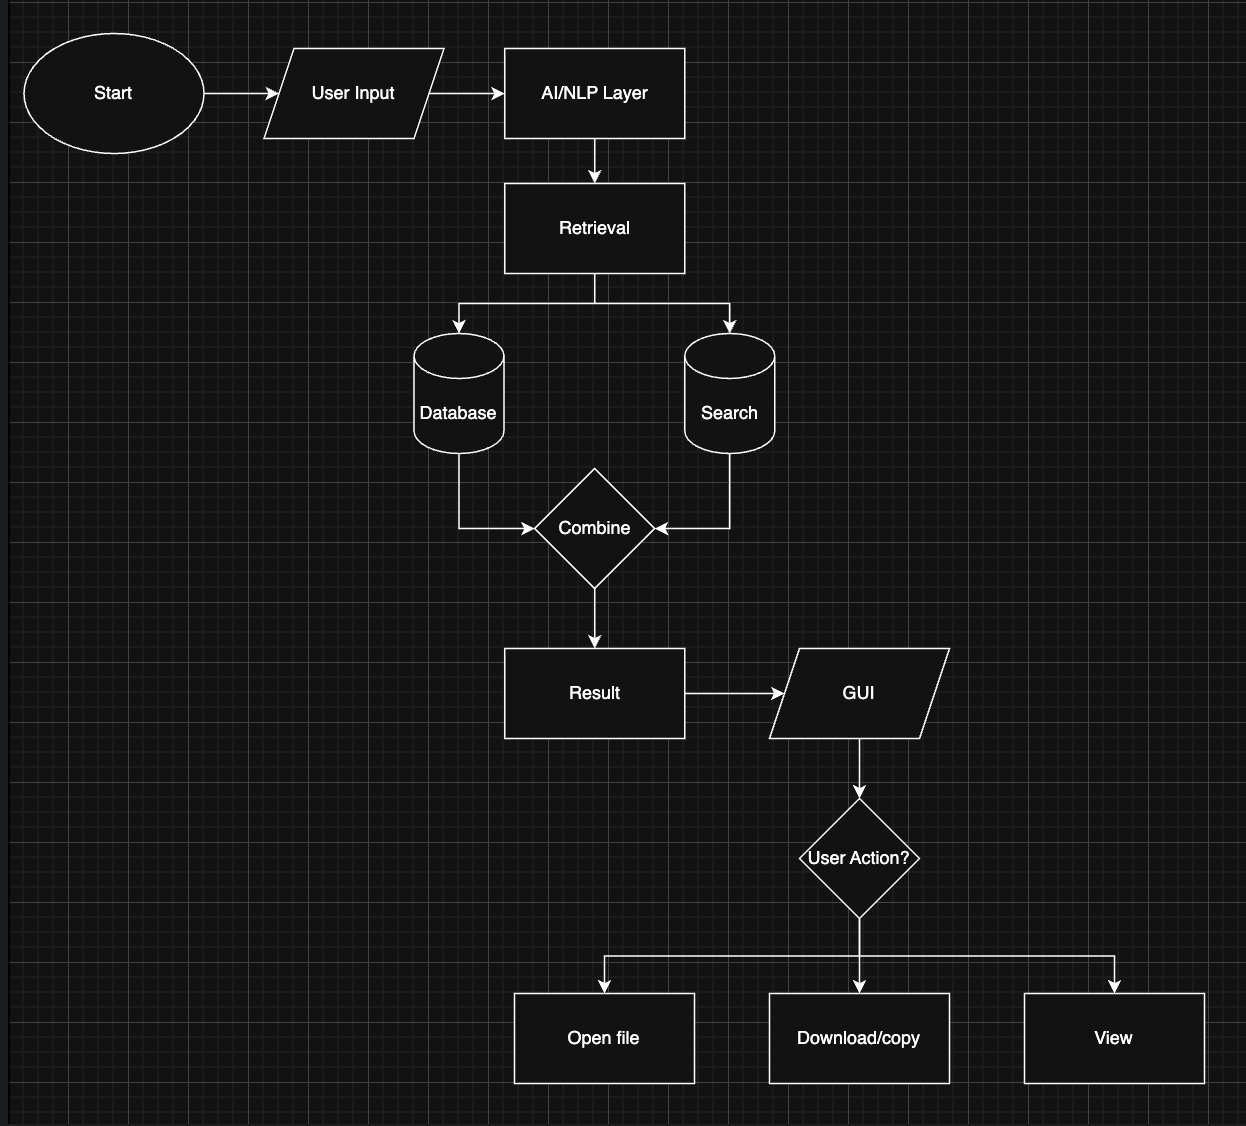 Start
User Input
AI/NLP Layer
Retrieval
Database
Search
Combine
Result
GUI
User Action?
Open file
Download/copy
View